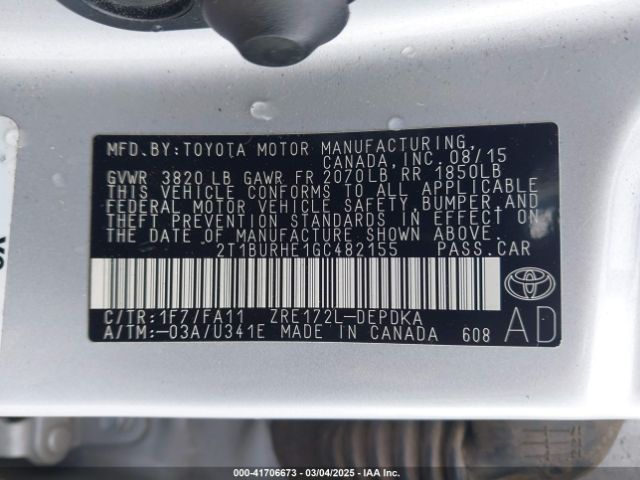 MFD.BY:TOYOTA MOTOR MANUFACTURING,
CANADA, INC. 08/15
GVWR 3820 LB GAWR FR 2070LB RR 1850LB
THIS VEHICLE CONFORMS TO ALL APPLICABLE
FEDERAL MOTOR VEHICLE SAFETY, BUMPER, AND
THEFT PREVENTION STANDARDS IN EFFECT ON
THE DATE OF MANUFACTURE SHOWN ABOVE.
2T1BURHE1GC482155 PASS.CAR
C/TR:1F7/FA11 ZRE172L-DEPDKA
A/TM:-03A/U341E MADE IN CANADA 608
AD
000-41706673 - 03/04/2025 - IAA Inc.